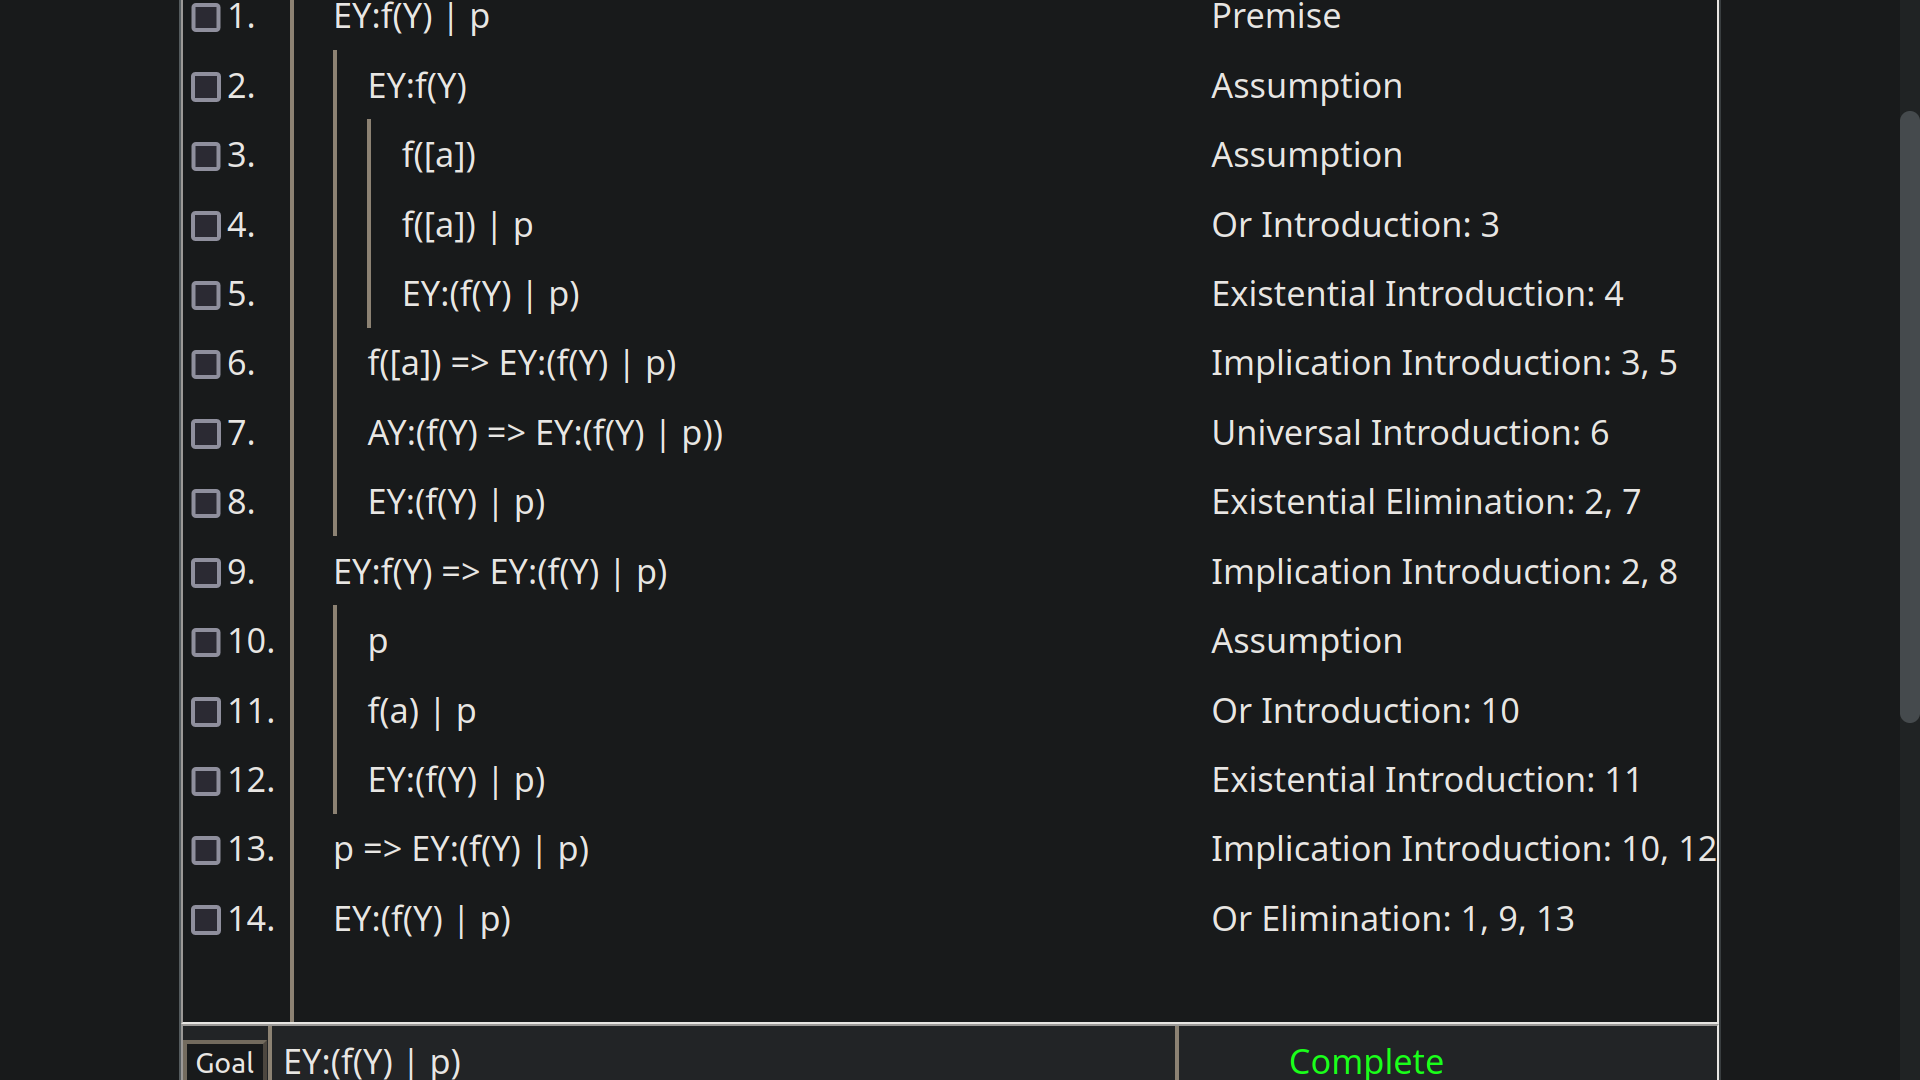 1. EY:f(Y) | p Premise
2. EY:f(Y) Assumption
3. f([a]) Assumption
4. f([a]) | p Or Introduction: 3
5. EY:(f(Y) | p) Existential Introduction: 4
6. f([a]) => EY:(f(Y) | p) Implication Introduction: 3, 5
7. AY:(f(Y) => EY:(f(Y) | p)) Universal Introduction: 6
8. EY:(f(Y) | p) Existential Elimination: 2, 7
9. EY:f(Y) => EY:(f(Y) | p) Implication Introduction: 2, 8
10. p Assumption
11. f(a) | p Or Introduction: 10
12. EY:(f(Y) | p) Existential Introduction: 11
13. p => EY:(f(Y) | p) Implication Introduction: 10, 12
14. EY:(f(Y) | p) Or Elimination: 1, 9, 13
Goal EY:(f(Y) | p) Complete